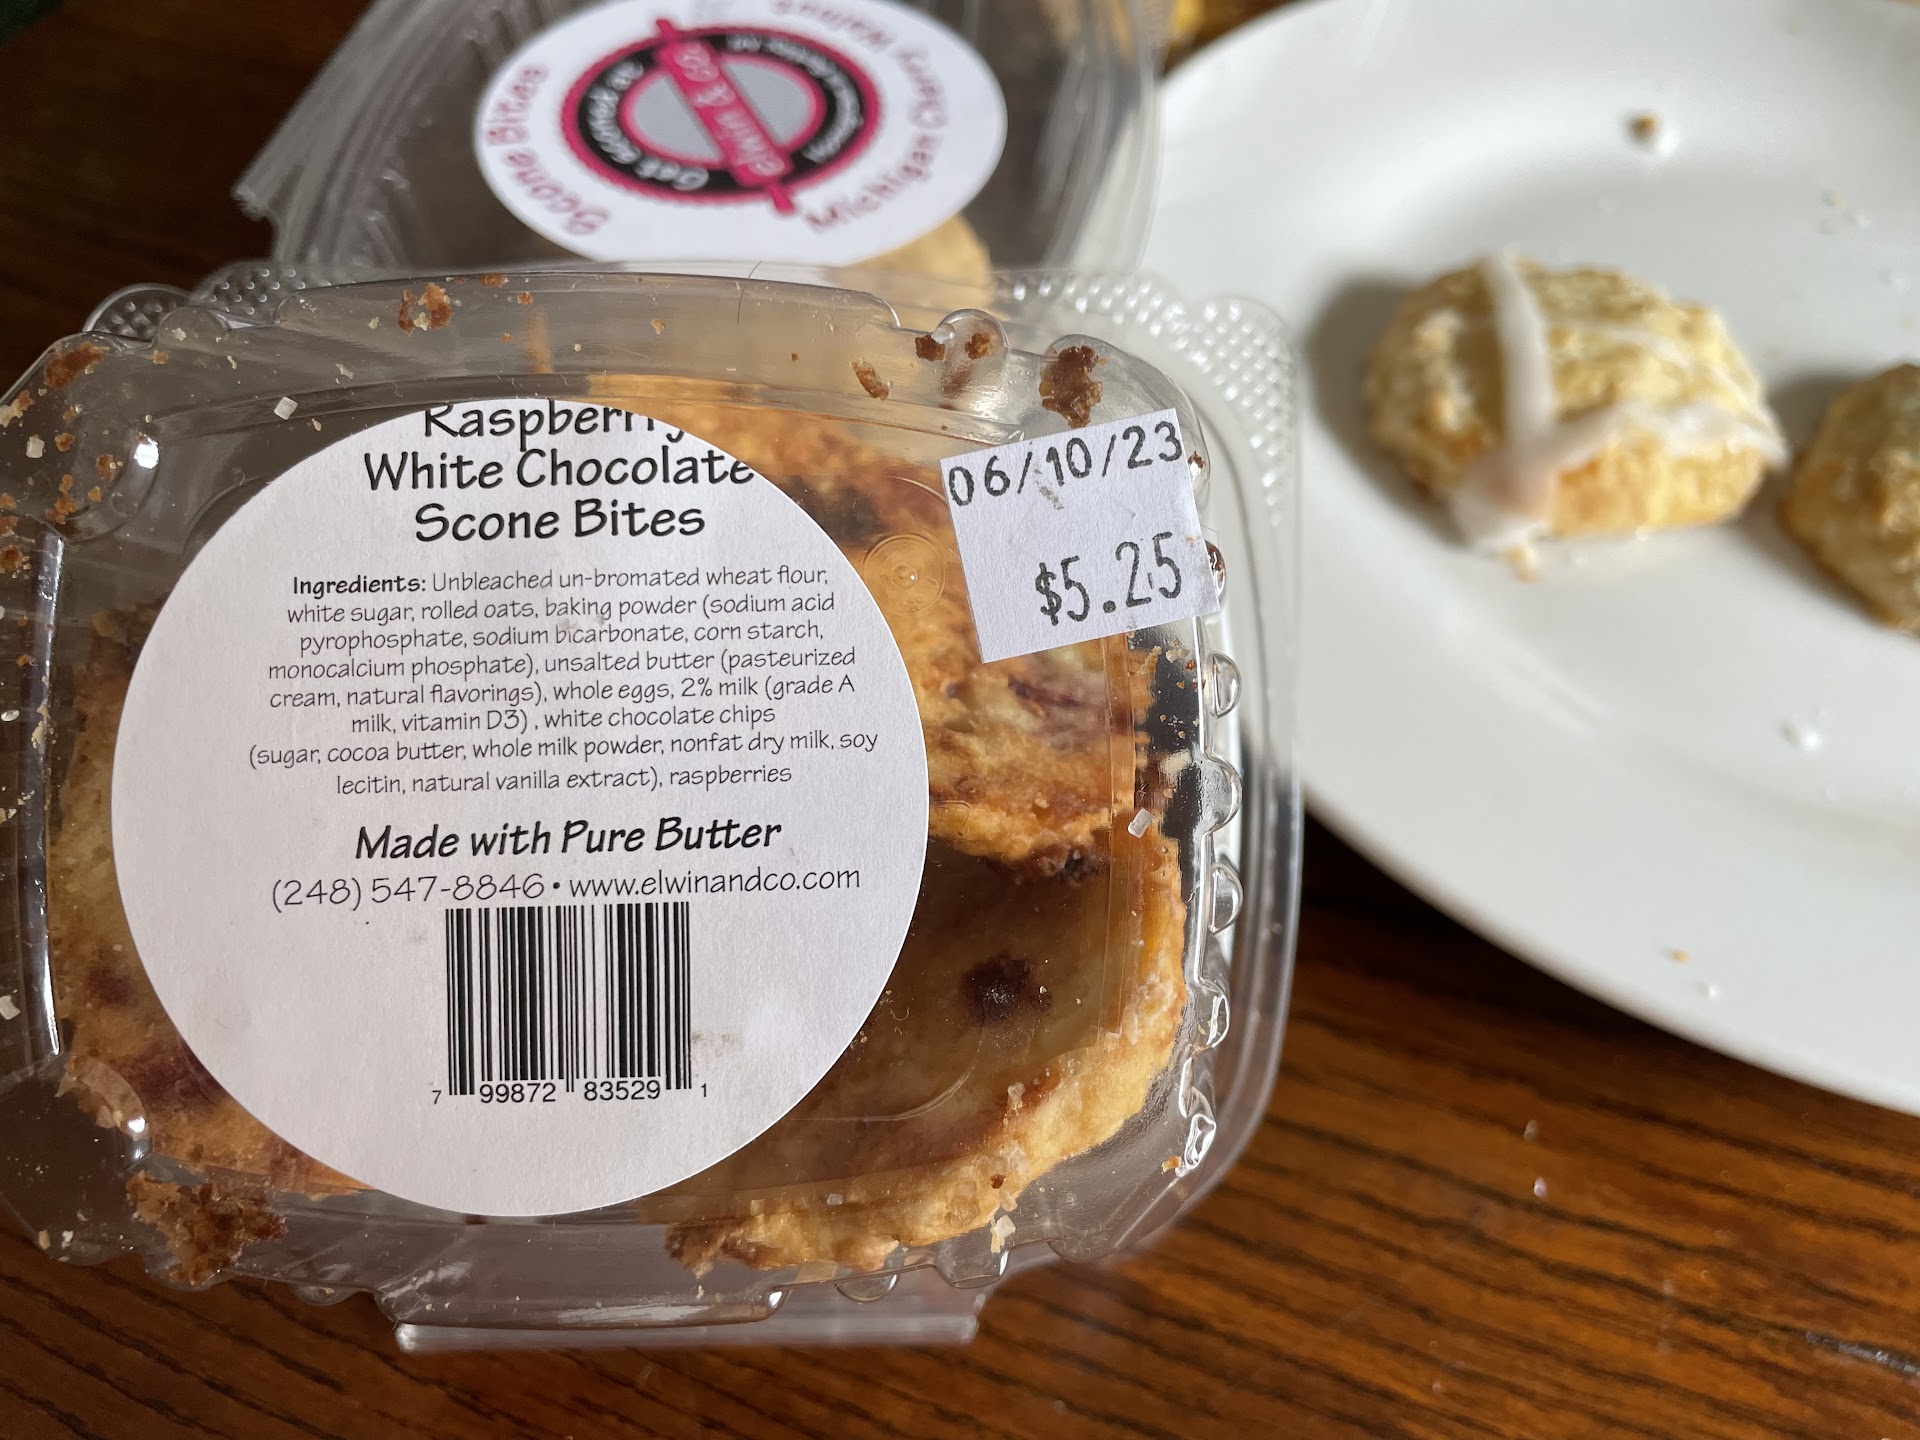 Scone Bites
Michigan Cherry Walnut
elwin & co.
Raspberry
White Chocolate
Scone Bites
06/10/23
$5.25
Ingredients: Unbleached un-bromated wheat flour,
white sugar, rolled oats, baking powder (sodium acid
pyrophosphate, sodium bicarbonate, corn starch,
monocalcium phosphate), unsalted butter (pasteurized
cream, natural flavorings), whole eggs, 2% milk (grade A
milk, vitamin D3) , white chocolate chips
(sugar, cocoa butter, whole milk powder, nonfat dry milk, soy
lecitin, natural vanilla extract), raspberries
Made with Pure Butter
(248) 547-8846 • www.elwinandco.com
7 99872 83529 1